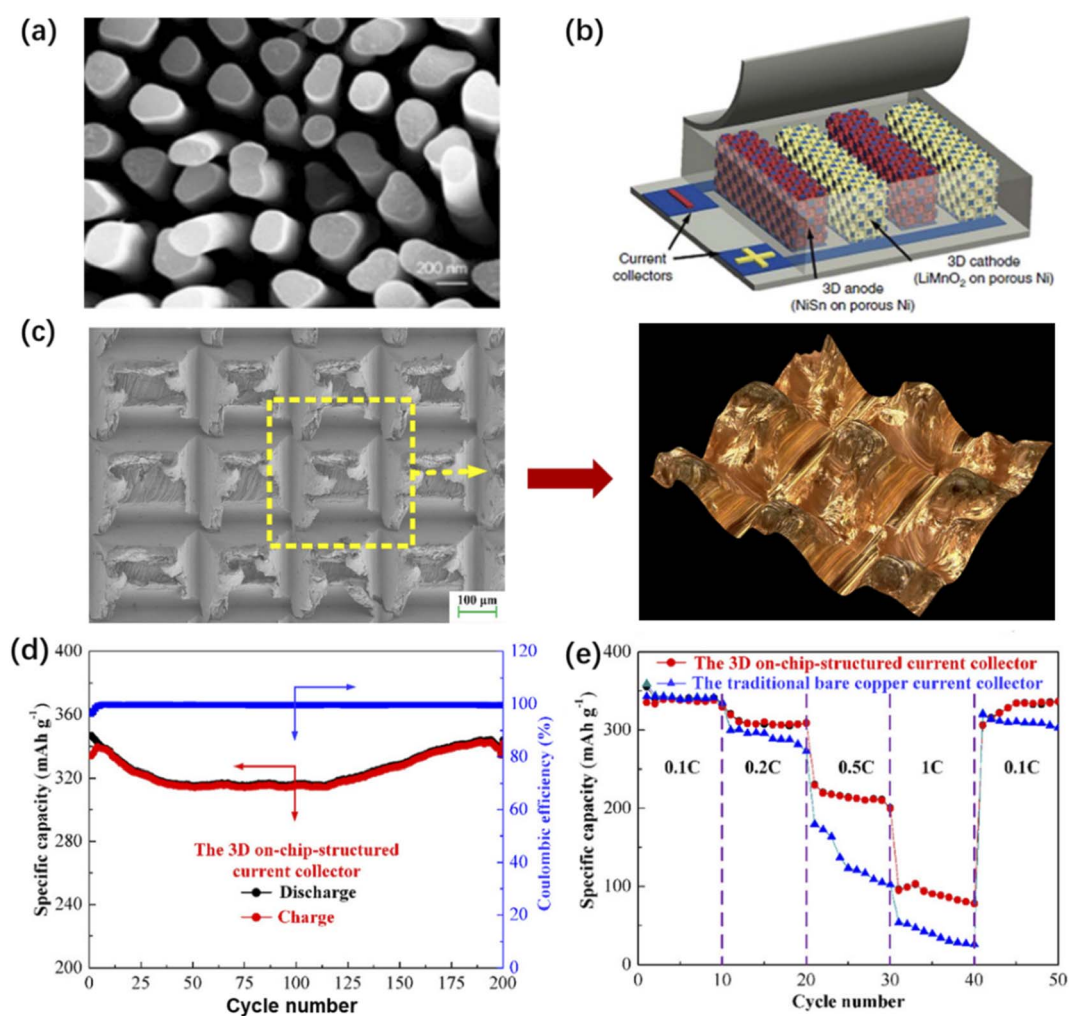 (a)
200 nm
(b)
Current
collectors
3D anode
(NiSn on porous Ni)
3D cathode
(LiMnO₂ on porous Ni)
(c)
100 μm
(d)
Specific capacity (mAh g⁻¹)
400
360
320
280
240
200
120
100
80
60
40
20
0
Coulombic efficiency (%)
The 3D on-chip-structured
current collector
Discharge
Charge
0 25 50 75 100 125 150 175 200
Cycle number
(e)
Specific capacity (mAh g⁻¹)
400
300
200
100
0
The 3D on-chip-structured current collector
The traditional bare copper current collector
0.1C 0.2C 0.5C 1C 0.1C
0 10 20 30 40 50
Cycle number